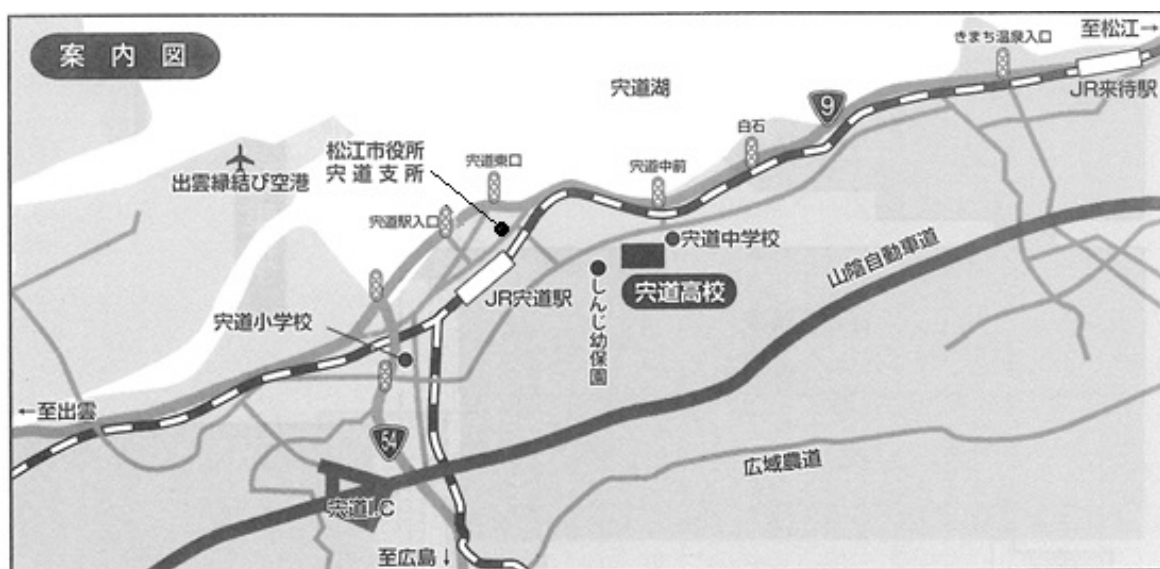 案内図
至松江→
きまち温泉入口
JR来待駅
宍道湖
9
白石
松江市役所
宍道支所
宍道東口
宍道中前
出雲縁結び空港
宍道駅入口
宍道中学校
山陰自動車道
宍道高校
JR宍道駅
しんじ幼保園
宍道小学校
←至出雲
54
広域農道
宍道I.C
至広島↓